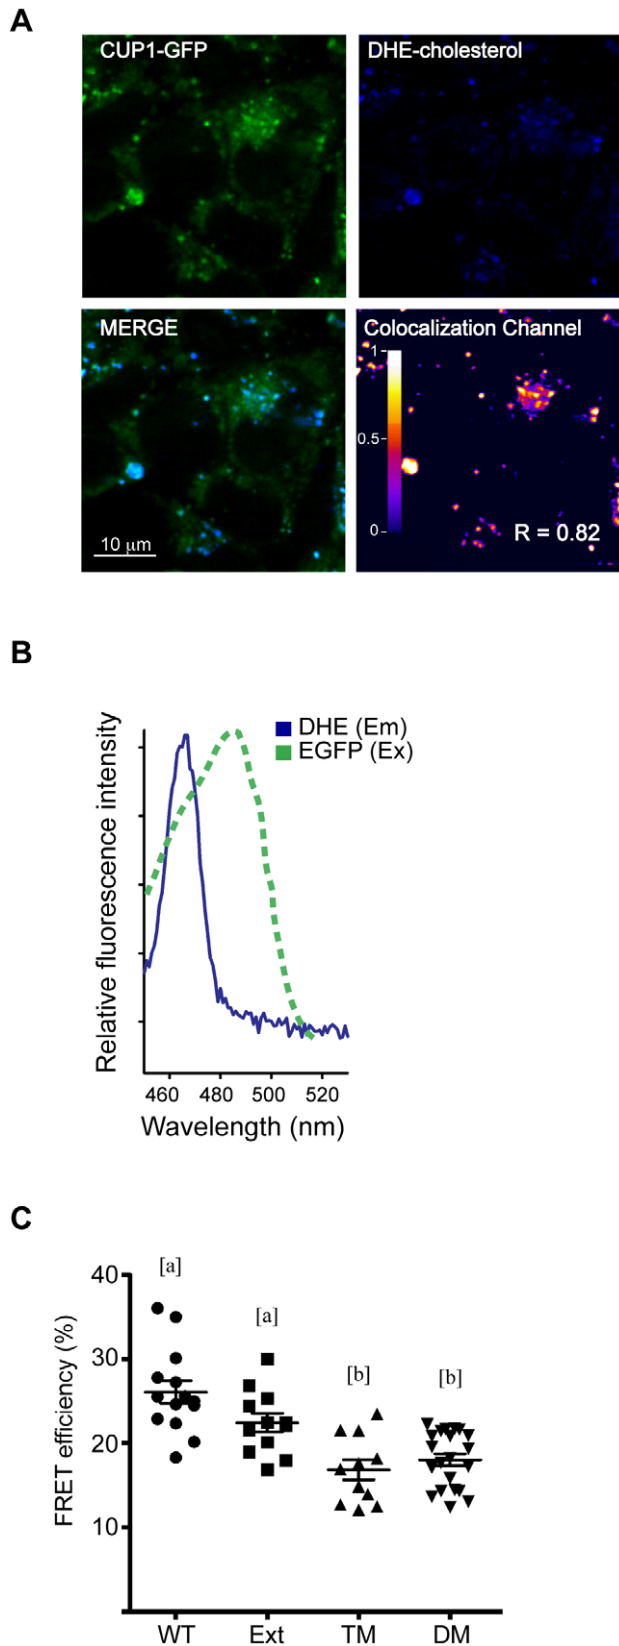 A
CUP1-GFP
DHE-cholesterol
MERGE
10 μm
Colocalization Channel
1
0.5
0
R = 0.82
B
Relative fluorescence intensity
DHE (Em)
EGFP (Ex)
460 480 500 520
Wavelength (nm)
C
FRET efficiency (%)
40
30
20
10
[a]
[a]
[b]
[b]
WT Ext TM DM